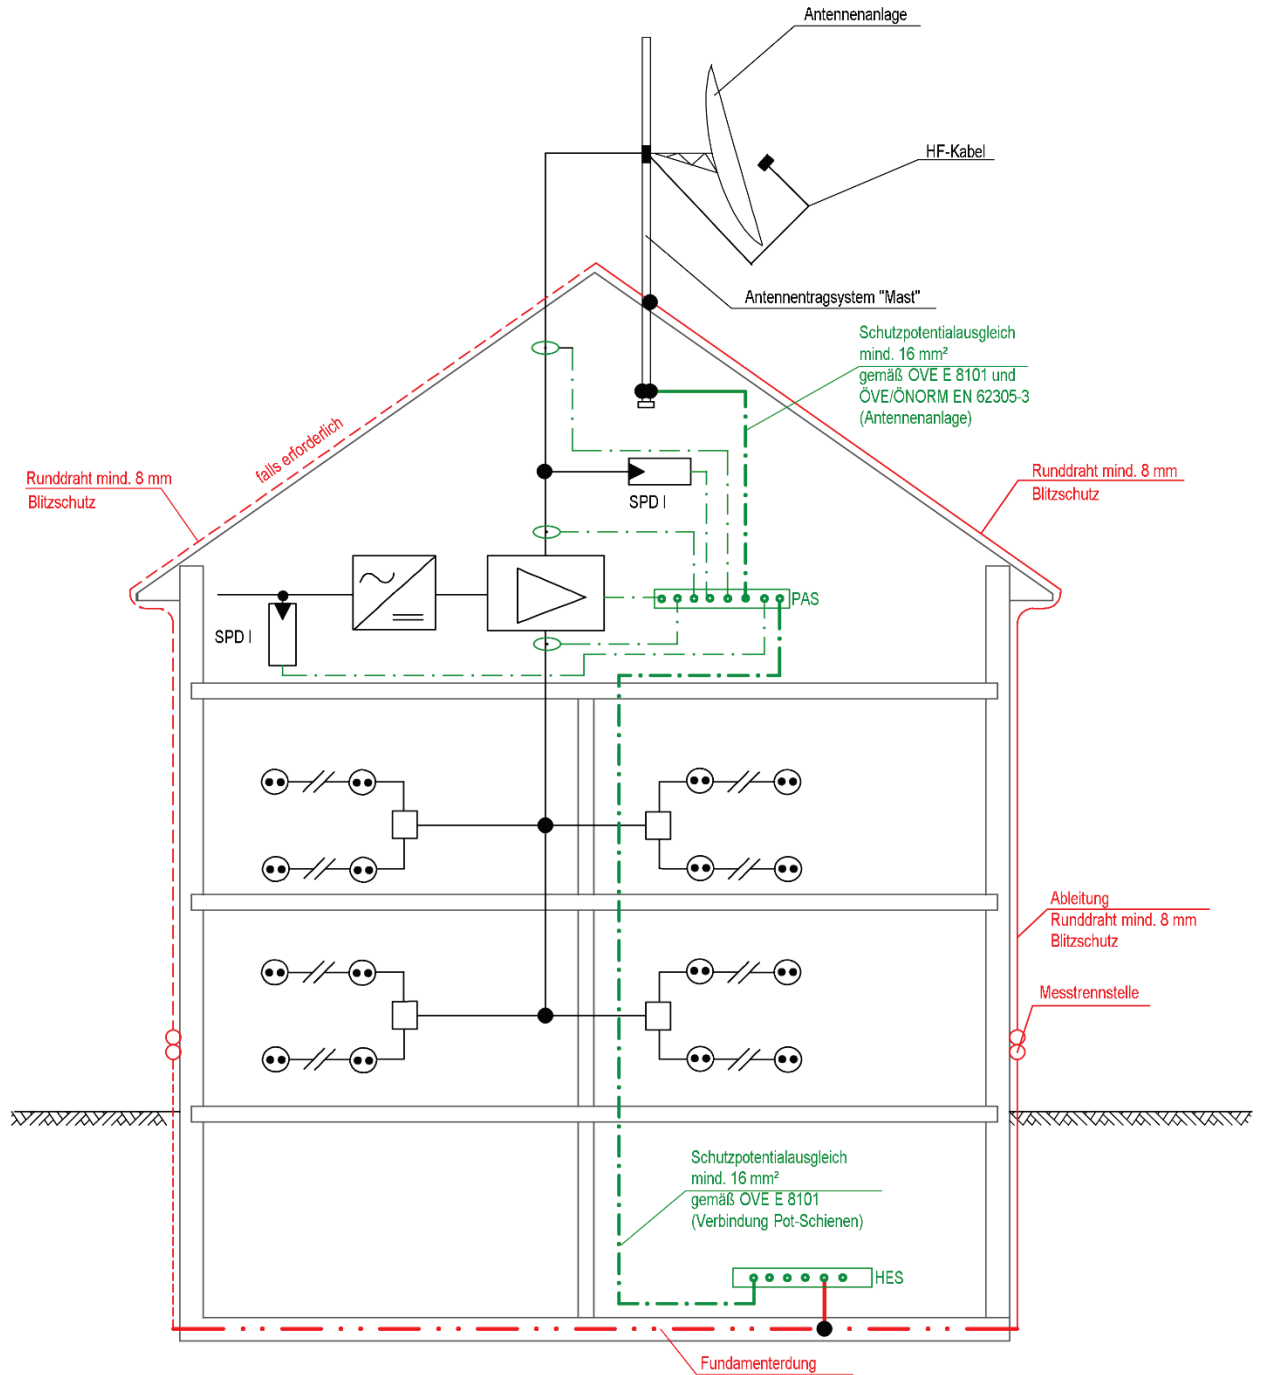 Antennenanlage
HF-Kabel
Antennentragsystem "Mast"
Schutzpotentialausgleich
mind. 16 mm²
gemäß OVE E 8101 und
ÖVE/ÖNORM EN 62305-3
(Antennenanlage)
falls erforderlich
Runddraht mind. 8 mm
Blitzschutz
Runddraht mind. 8 mm
Blitzschutz
SPD I
PAS
SPD I
Ableitung
Runddraht mind. 8 mm
Blitzschutz
Messtrennstelle
Schutzpotentialausgleich
mind. 16 mm²
gemäß OVE E 8101
(Verbindung Pot-Schienen)
HES
Fundamenterdung